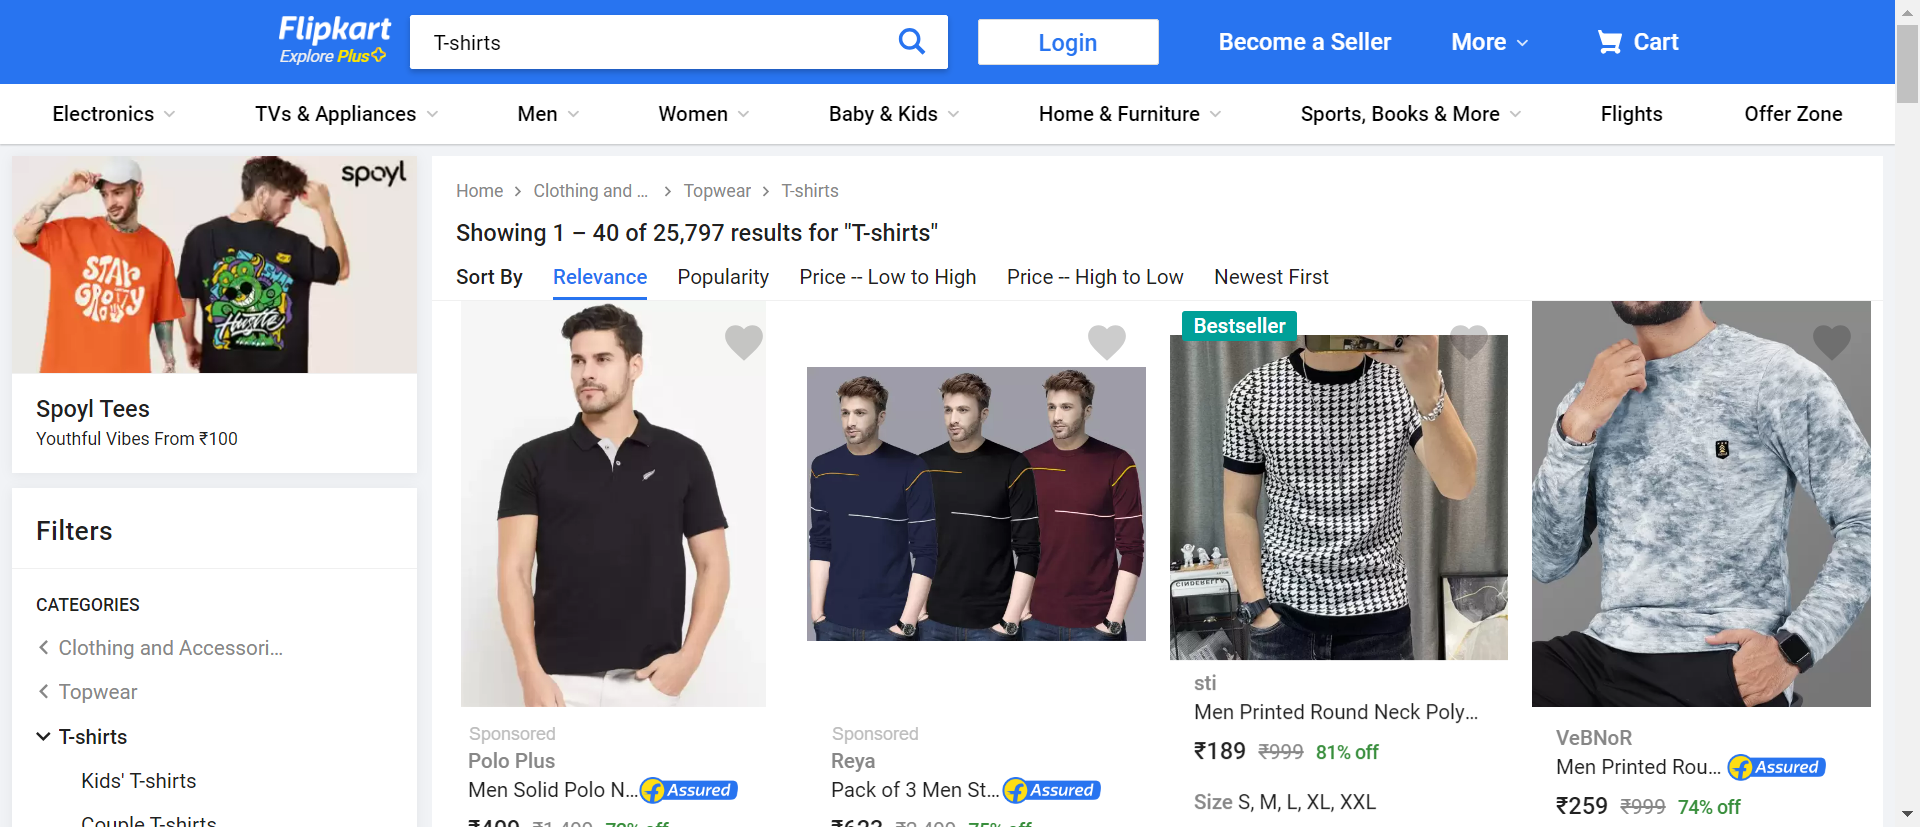 Flipkart
Explore Plus
T-shirts
Login
Become a Seller
More
Cart
Electronics
TVs & Appliances
Men
Women
Baby & Kids
Home & Furniture
Sports, Books & More
Flights
Offer Zone
spoyl
STAY
GROOVY
Hustle
Spoyl Tees
Youthful Vibes From ₹100
Filters
CATEGORIES
Clothing and Accessori...
Topwear
T-shirts
Kids' T-shirts
Couple T-shirts
Home
Clothing and ...
Topwear
T-shirts
Showing 1 – 40 of 25,797 results for "T-shirts"
Sort By
Relevance
Popularity
Price -- Low to High
Price -- High to Low
Newest First
Sponsored
Polo Plus
Men Solid Polo N...
Assured
Sponsored
Reya
Pack of 3 Men St...
Assured
Bestseller
CINDERELLA
sti
Men Printed Round Neck Poly...
₹189 ₹999 81% off
Size S, M, L, XL, XXL
VeBNoR
Men Printed Rou...
Assured
₹259 ₹999 74% off